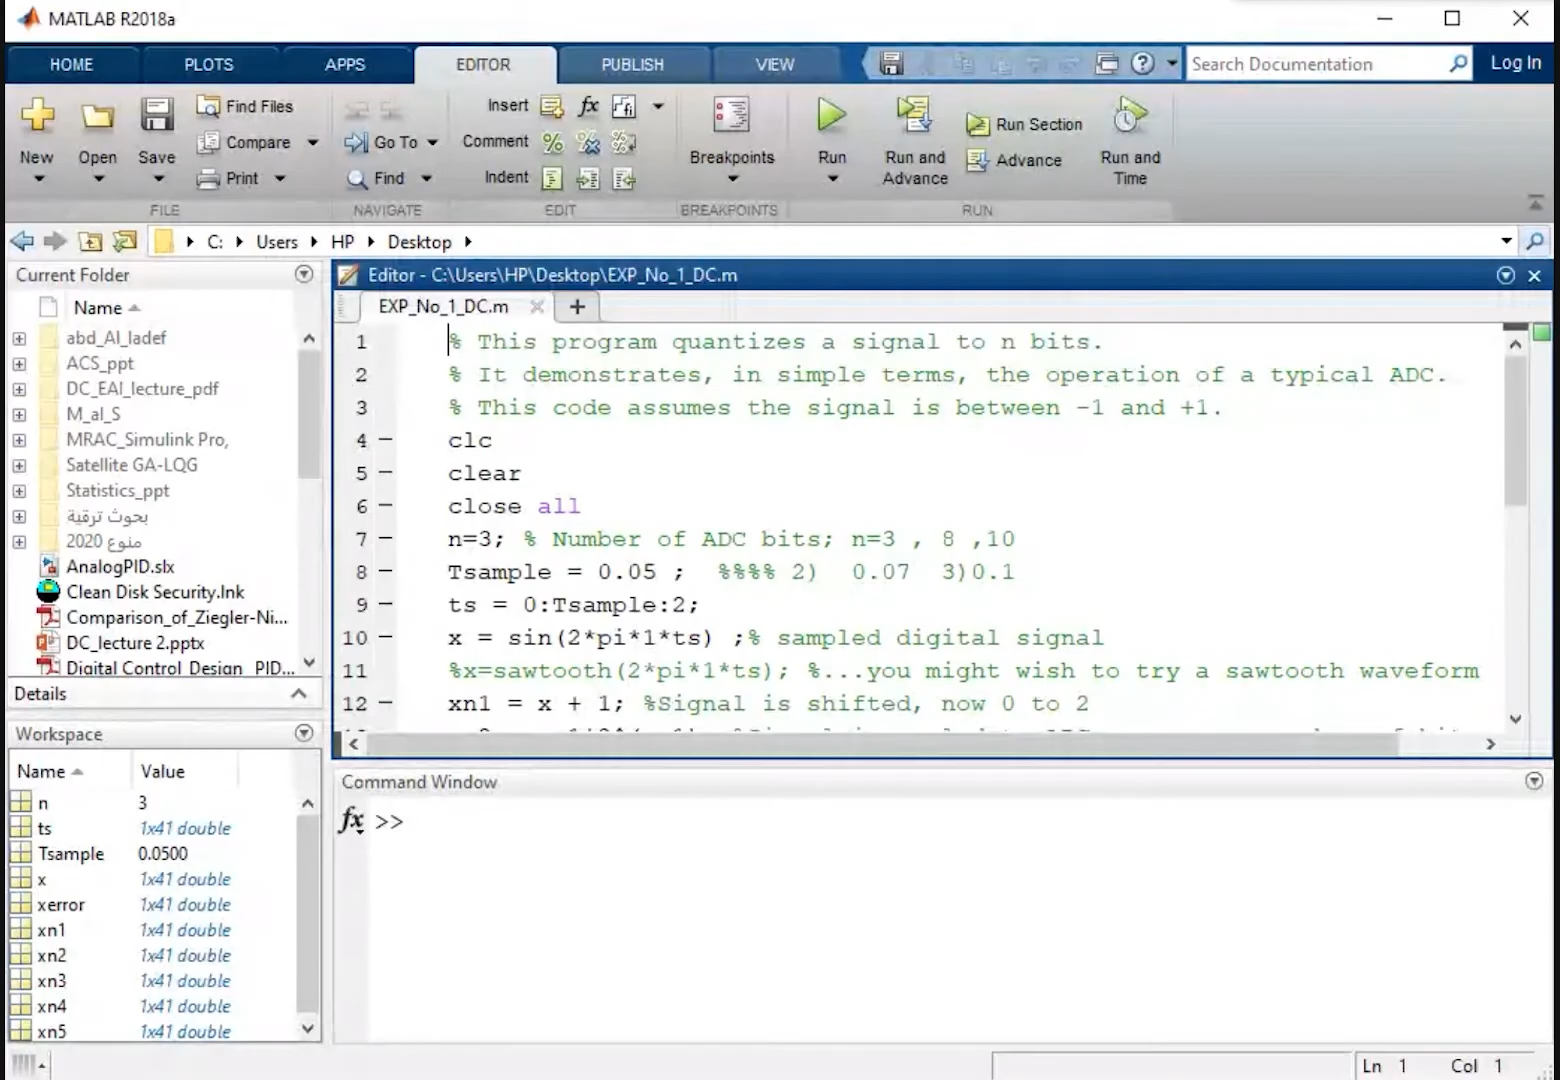 MATLAB R2018a
HOME PLOTS APPS EDITOR PUBLISH VIEW Search Documentation Log In
New Open Save Find Files Compare Print
FILE
Go To Find
NAVIGATE
Insert fx
Comment
Indent
EDIT
Breakpoints
BREAKPOINTS
Run Run and Advance Run Section Advance Run and Time
RUN
C: Users HP Desktop
Current Folder
Name
abd_Al_ladef
ACS_ppt
DC_EAI_lecture_pdf
M_al_S
MRAC_Simulink Pro,
Satellite GA-LQG
Statistics_ppt
بحوث ترقية
منوع 2020
AnalogPID.slx
Clean Disk Security.lnk
Comparison_of_Ziegler-Ni...
DC_lecture 2.pptx
Digital Control Design PID...
Details
Workspace
Name Value
n 3
ts 1x41 double
Tsample 0.0500
x 1x41 double
xerror 1x41 double
xn1 1x41 double
xn2 1x41 double
xn3 1x41 double
xn4 1x41 double
xn5 1x41 double
Editor - C:\Users\HP\Desktop\EXP_No_1_DC.m
EXP_No_1_DC.m
1 % This program quantizes a signal to n bits.
2 % It demonstrates, in simple terms, the operation of a typical ADC.
3 % This code assumes the signal is between -1 and +1.
4 – clc
5 – clear
6 – close all
7 – n=3; % Number of ADC bits; n=3 , 8 ,10
8 – Tsample = 0.05 ; %%%% 2) 0.07 3)0.1
9 – ts = 0:Tsample:2;
10 – x = sin(2*pi*1*ts) ;% sampled digital signal
11 %x=sawtooth(2*pi*1*ts); %...you might wish to try a sawtooth waveform
12 – xn1 = x + 1; %Signal is shifted, now 0 to 2
Command Window
fx >>
Ln 1 Col 1